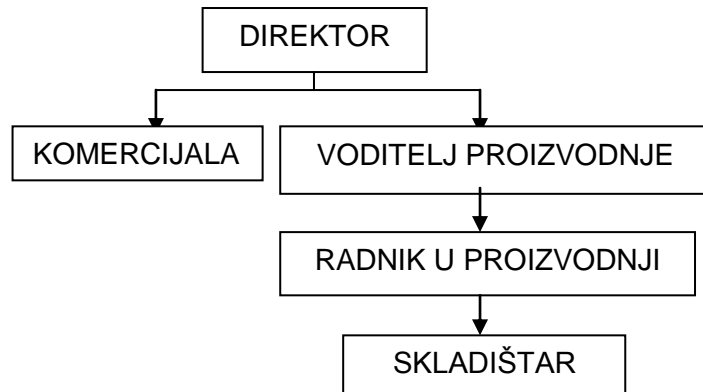 DIREKTOR
KOMERCIJALA
VODITELJ PROIZVODNJE
RADNIK U PROIZVODNJI
SKLADIŠTAR